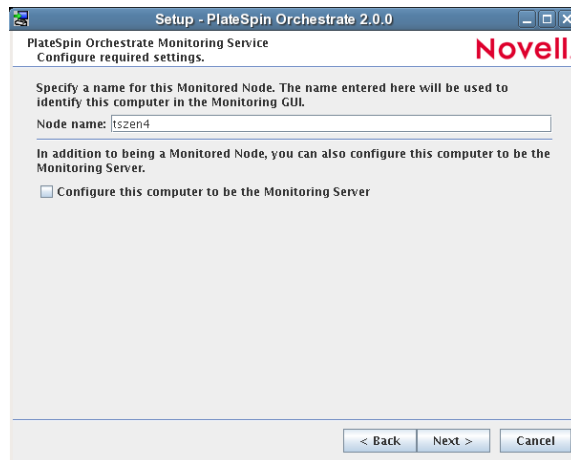 Setup - PlateSpin Orchestrate 2.0.0
PlateSpin Orchestrate Monitoring Service
Configure required settings.
Novell.
Specify a name for this Monitored Node. The name entered here will be used to
identify this computer in the Monitoring GUI.
Node name: tszen4
In addition to being a Monitored Node, you can also configure this computer to be the
Monitoring Server.
Configure this computer to be the Monitoring Server
< Back Next > Cancel